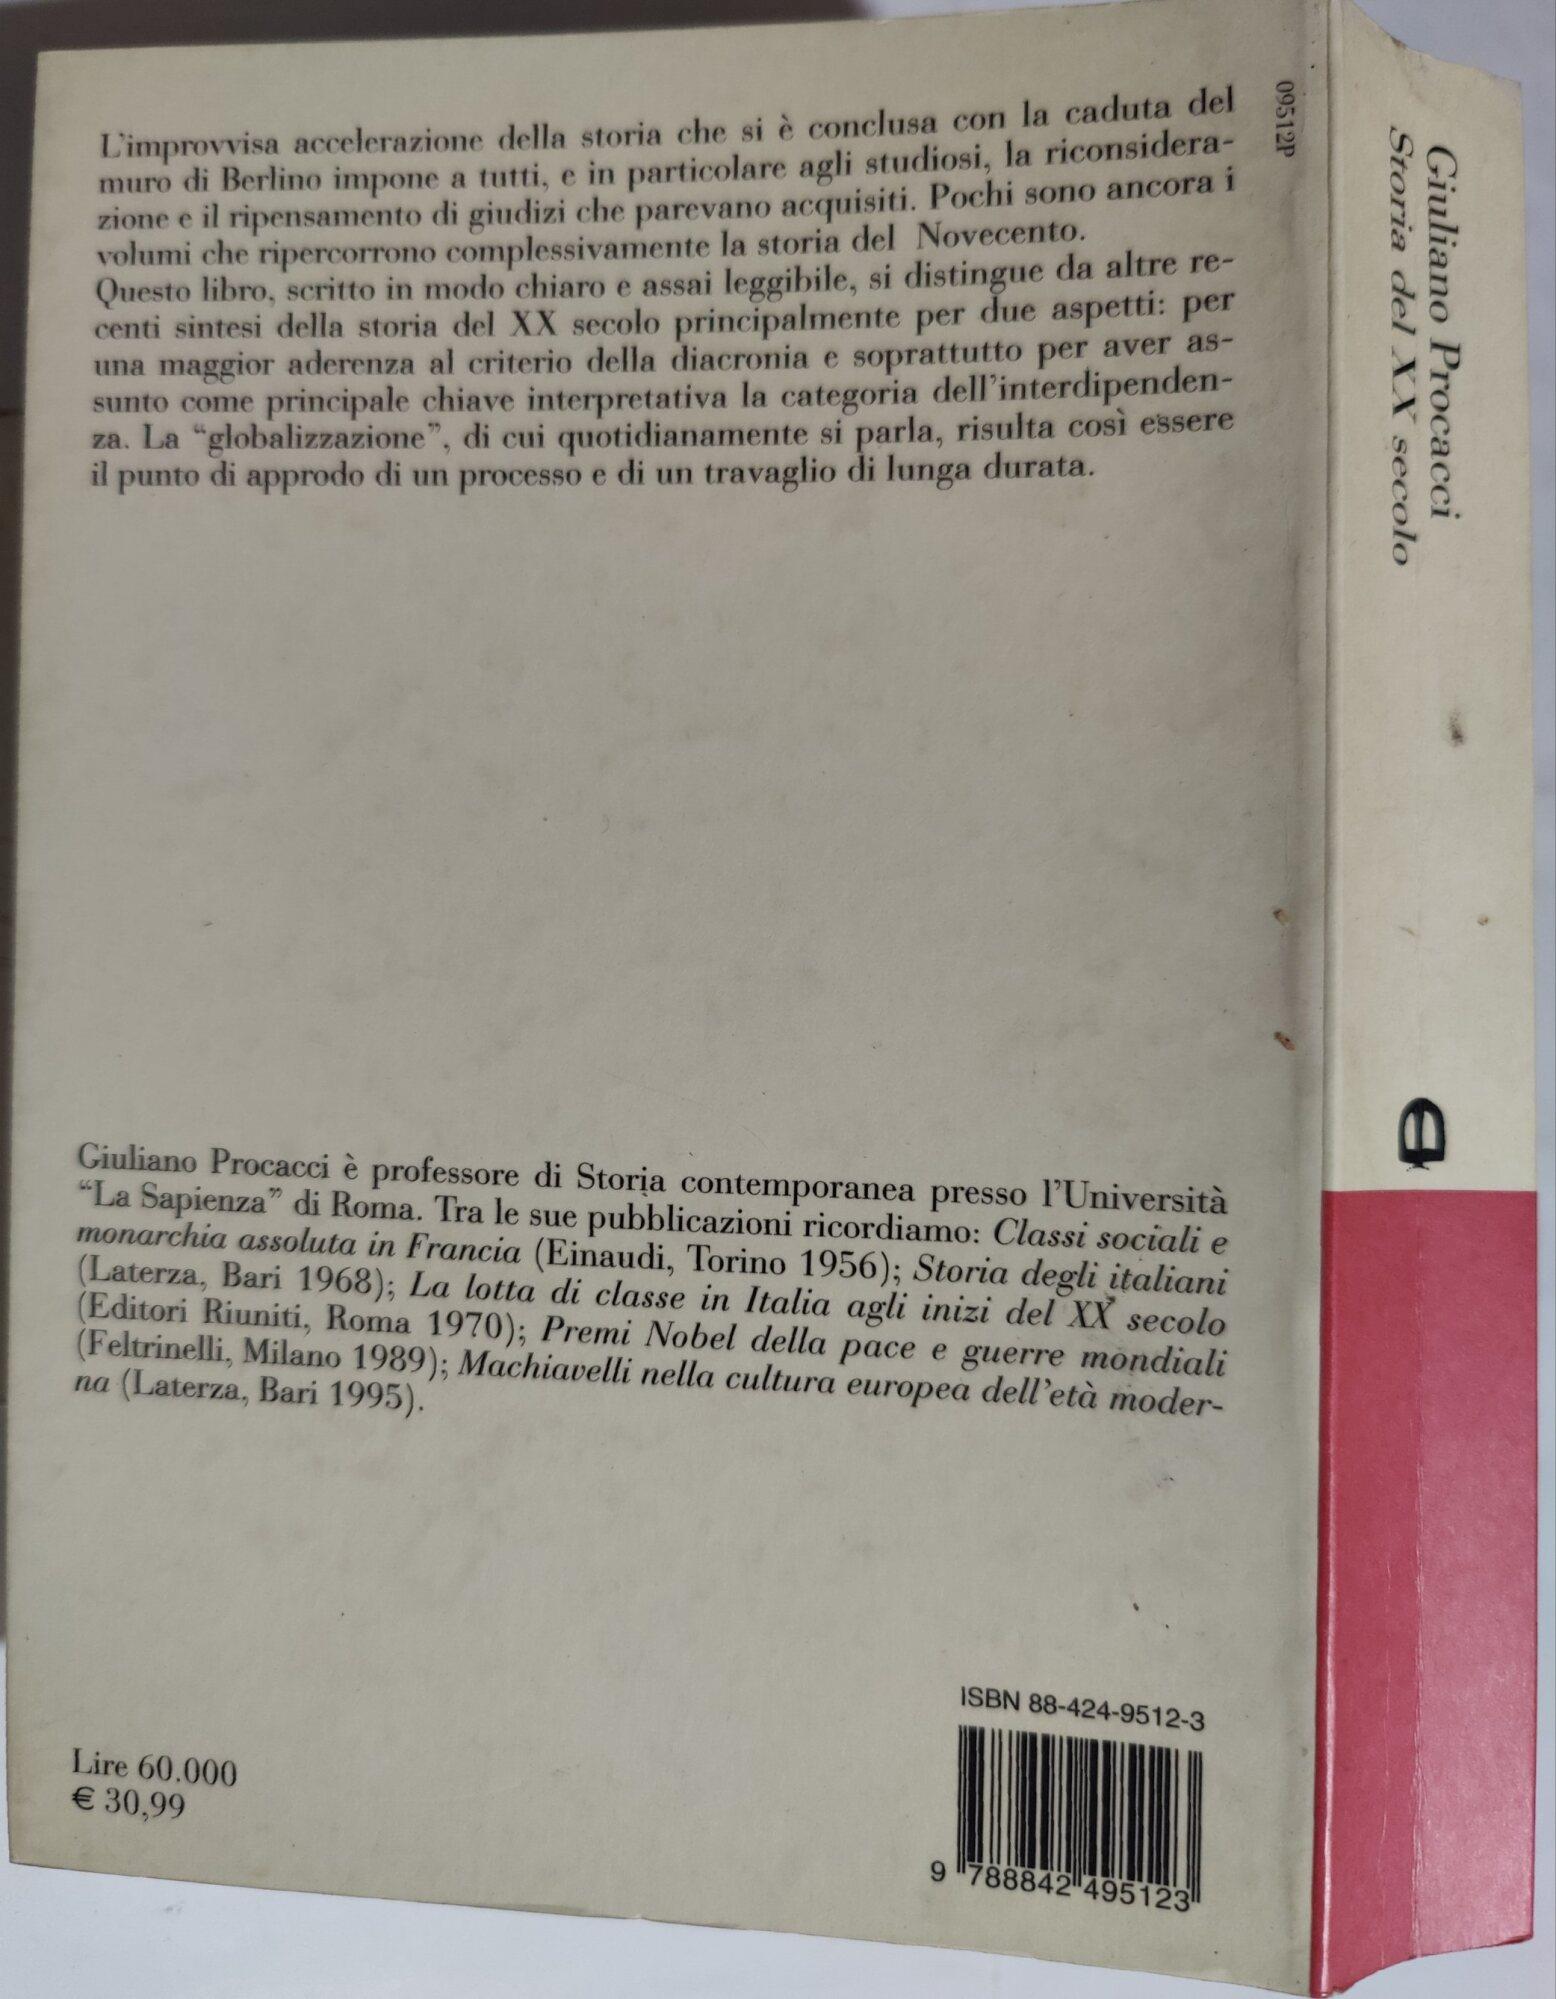 L'improvvisa accelerazione della storia che si è conclusa con la caduta del
muro di Berlino impone a tutti, e in particolare agli studiosi, la riconsidera-
zione e il ripensamento di giudizi che parevano acquisiti. Pochi sono ancora i
volumi che ripercorrono complessivamente la storia del Novecento.
Questo libro, scritto in modo chiaro e assai leggibile, si distingue da altre re-
centi sintesi della storia del XX secolo principalmente per due aspetti: per
una maggior aderenza al criterio della diacronia e soprattutto per aver as-
sunto come principale chiave interpretativa la categoria dell'interdipenden-
za. La “globalizzazione”, di cui quotidianamente si parla, risulta così essere
il punto di approdo di un processo e di un travaglio di lunga durata.
Giuliano Procacci è professore di Storia contemporanea presso l'Università
“La Sapienza” di Roma. Tra le sue pubblicazioni ricordiamo: Classi sociali e
monarchia assoluta in Francia (Einaudi, Torino 1956); Storia degli italiani
(Laterza, Bari 1968); La lotta di classe in Italia agli inizi del XX secolo
(Editori Riuniti, Roma 1970); Premi Nobel della pace e guerre mondiali
(Feltrinelli, Milano 1989); Machiavelli nella cultura europea dell'età moder-
na (Laterza, Bari 1995).
Lire 60.000
€ 30,99
ISBN 88-424-9512-3
9 788842 495123
09512P
Giuliano Procacci
Storia del XX secolo